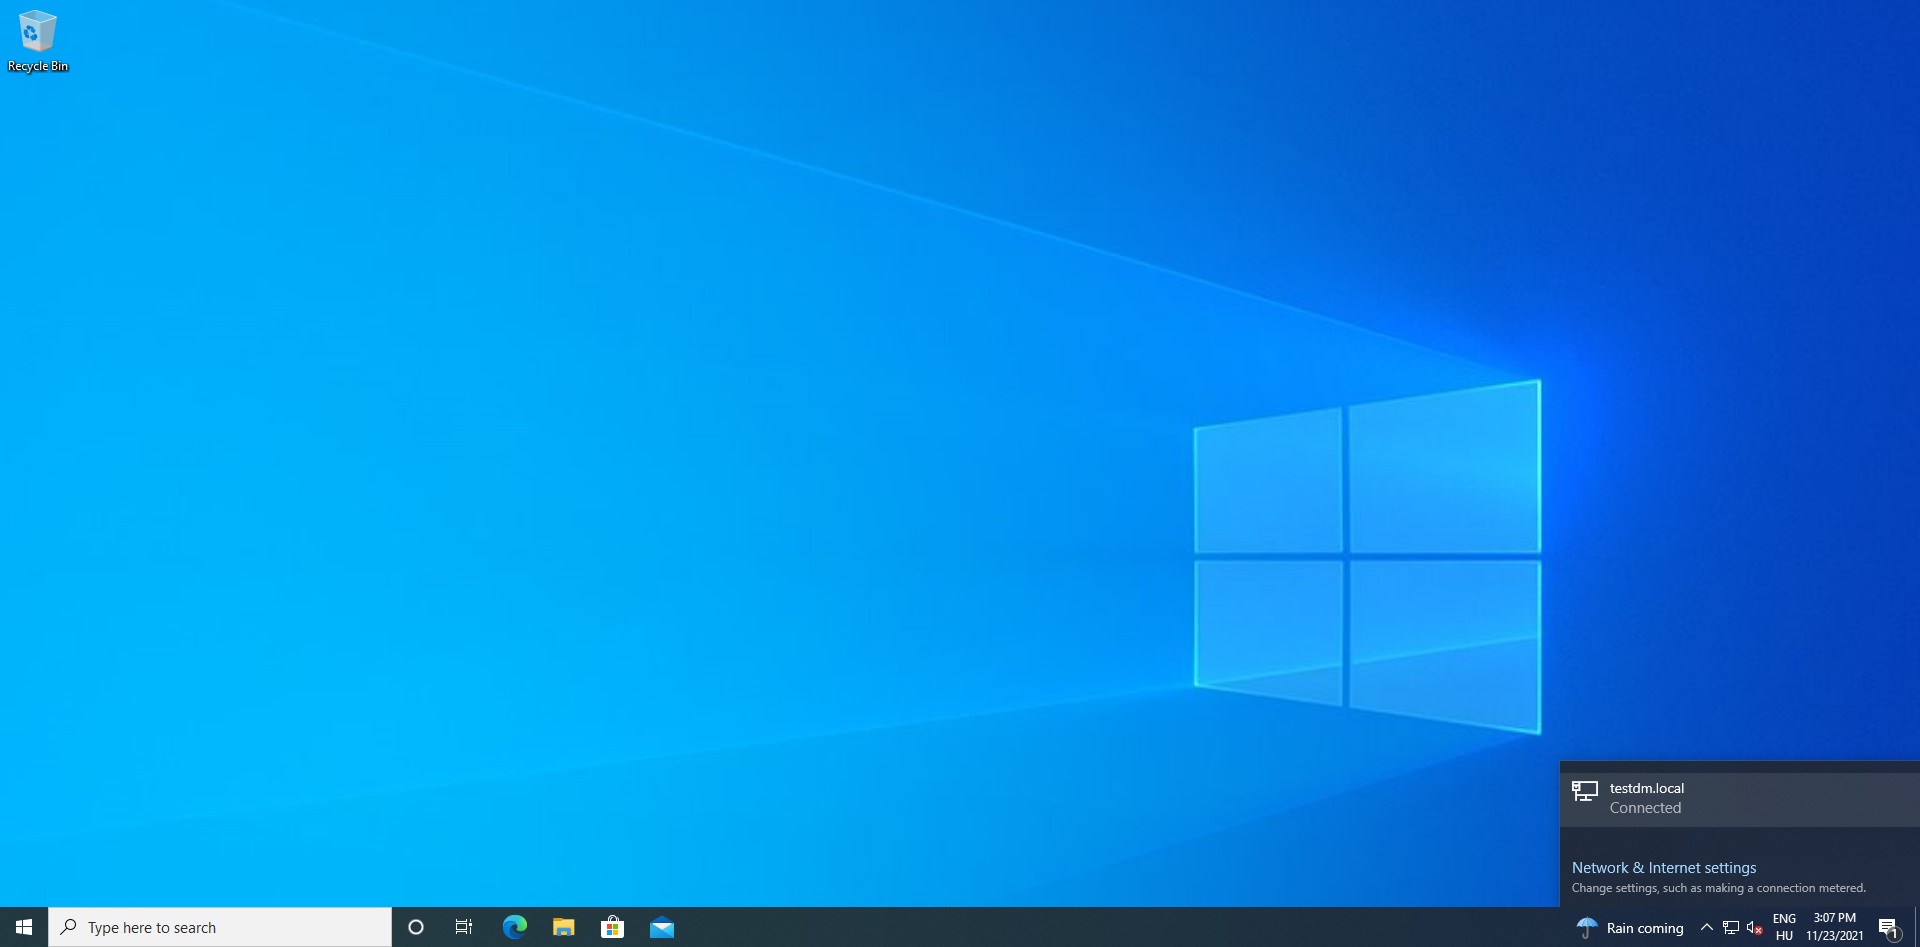 Recycle Bin
testdm.local
Connected
Network & Internet settings
Change settings, such as making a connection metered.
Type here to search
Rain coming
ENG
HU
3:07 PM
11/23/2021
1